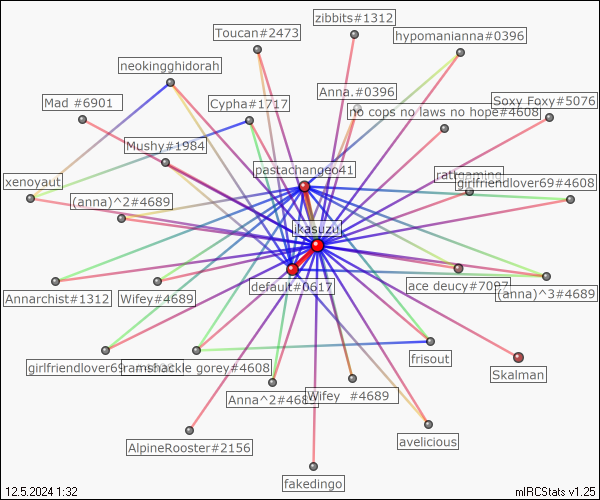 zibbits#1312
Toucan#2473
hypomanianna#0396
neokingghidorah
Anna.#0396
Soxy Foxy#5076
Mad #6901
Cypha#1717
no cops no laws no hope#4608
Mushy#1984
pastachangeo41
xenoyaut
girlfriendlover69#4608
(anna)^2#4689
jkasuzu
default#0617
ace deucy#7097
(anna)^3#4689
Annarchist#1312
Wifey#4689
frisout
girlfriendlover69
ramshackle gorey#4608
Skalman
Anna^2#4689
Wifey #4689
avelicious
AlpineRooster#2156
fakedingo
12.5.2024 1:32
mIRCStats v1.25